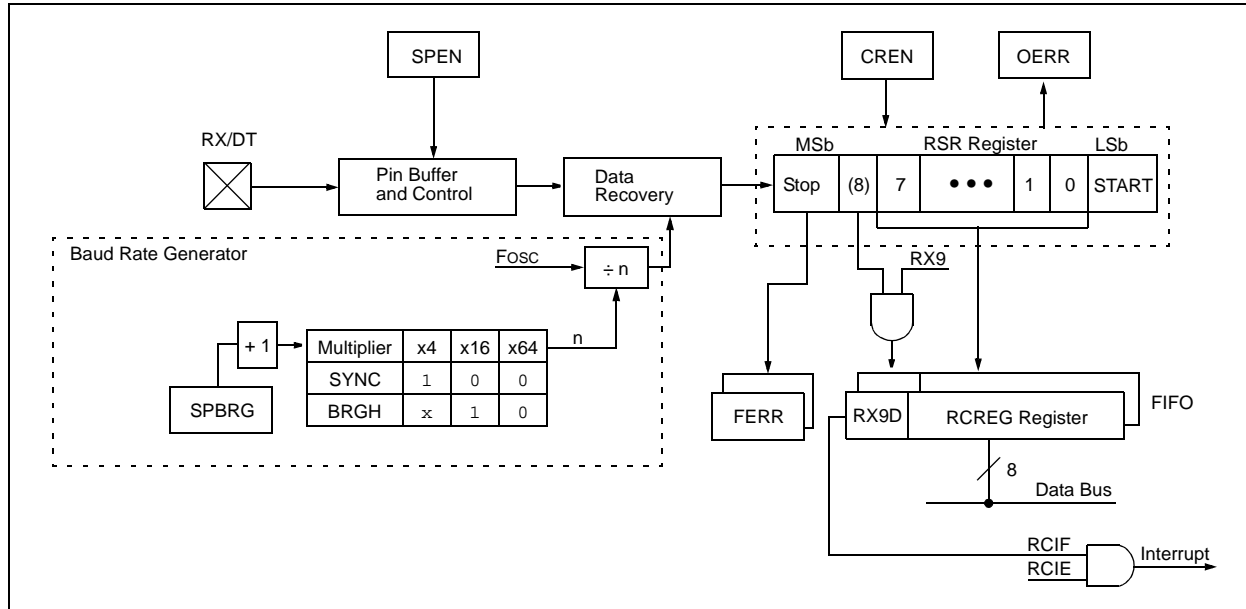 SPEN
CREN
OERR
RX/DT
MSb
RSR Register
LSb
Pin Buffer
and Control
Data
Recovery
Stop
(8)
7
• • •
1
0
START
Baud Rate Generator
FOSC
÷ n
RX9
+ 1
n
Multiplier x4 x16 x64
SYNC 1 0 0
BRGH x 1 0
SPBRG
FERR
RX9D
RCREG Register
FIFO
8
Data Bus
RCIF
RCIE
Interrupt